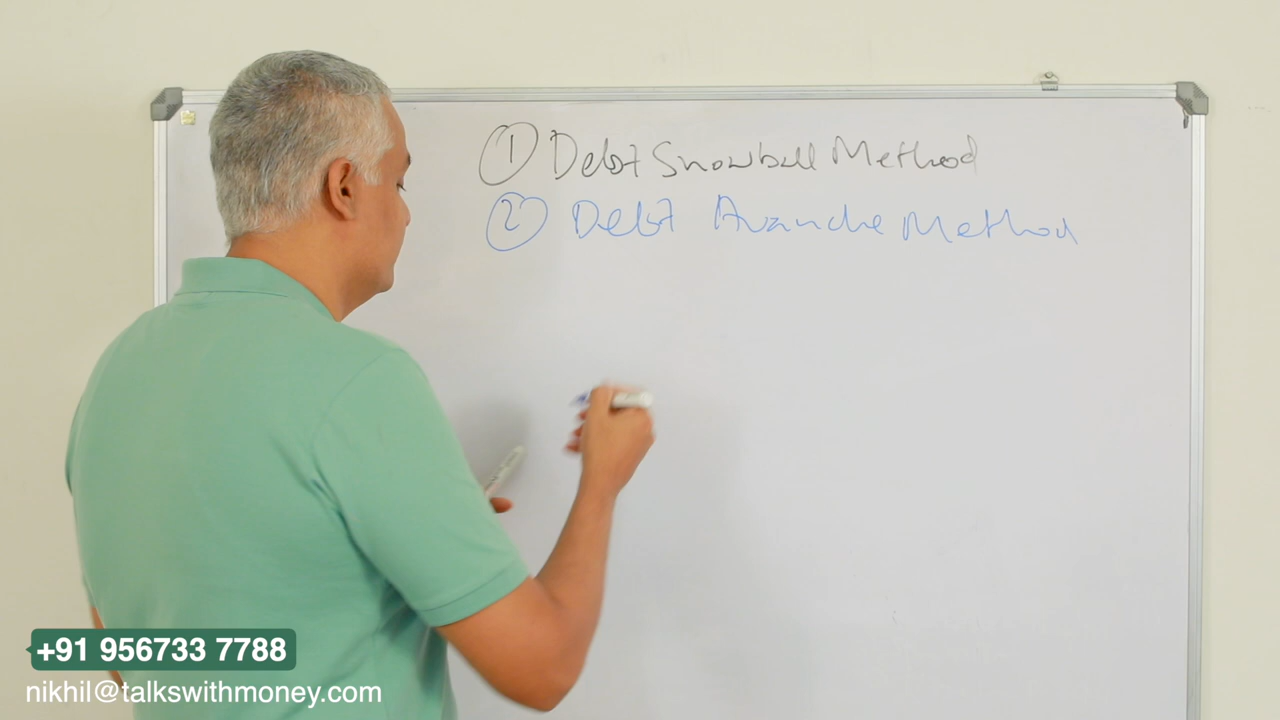 ① Debt Snowball Method
② Debt Avanche Method
+91 956733 7788
nikhil@talkswithmoney.com